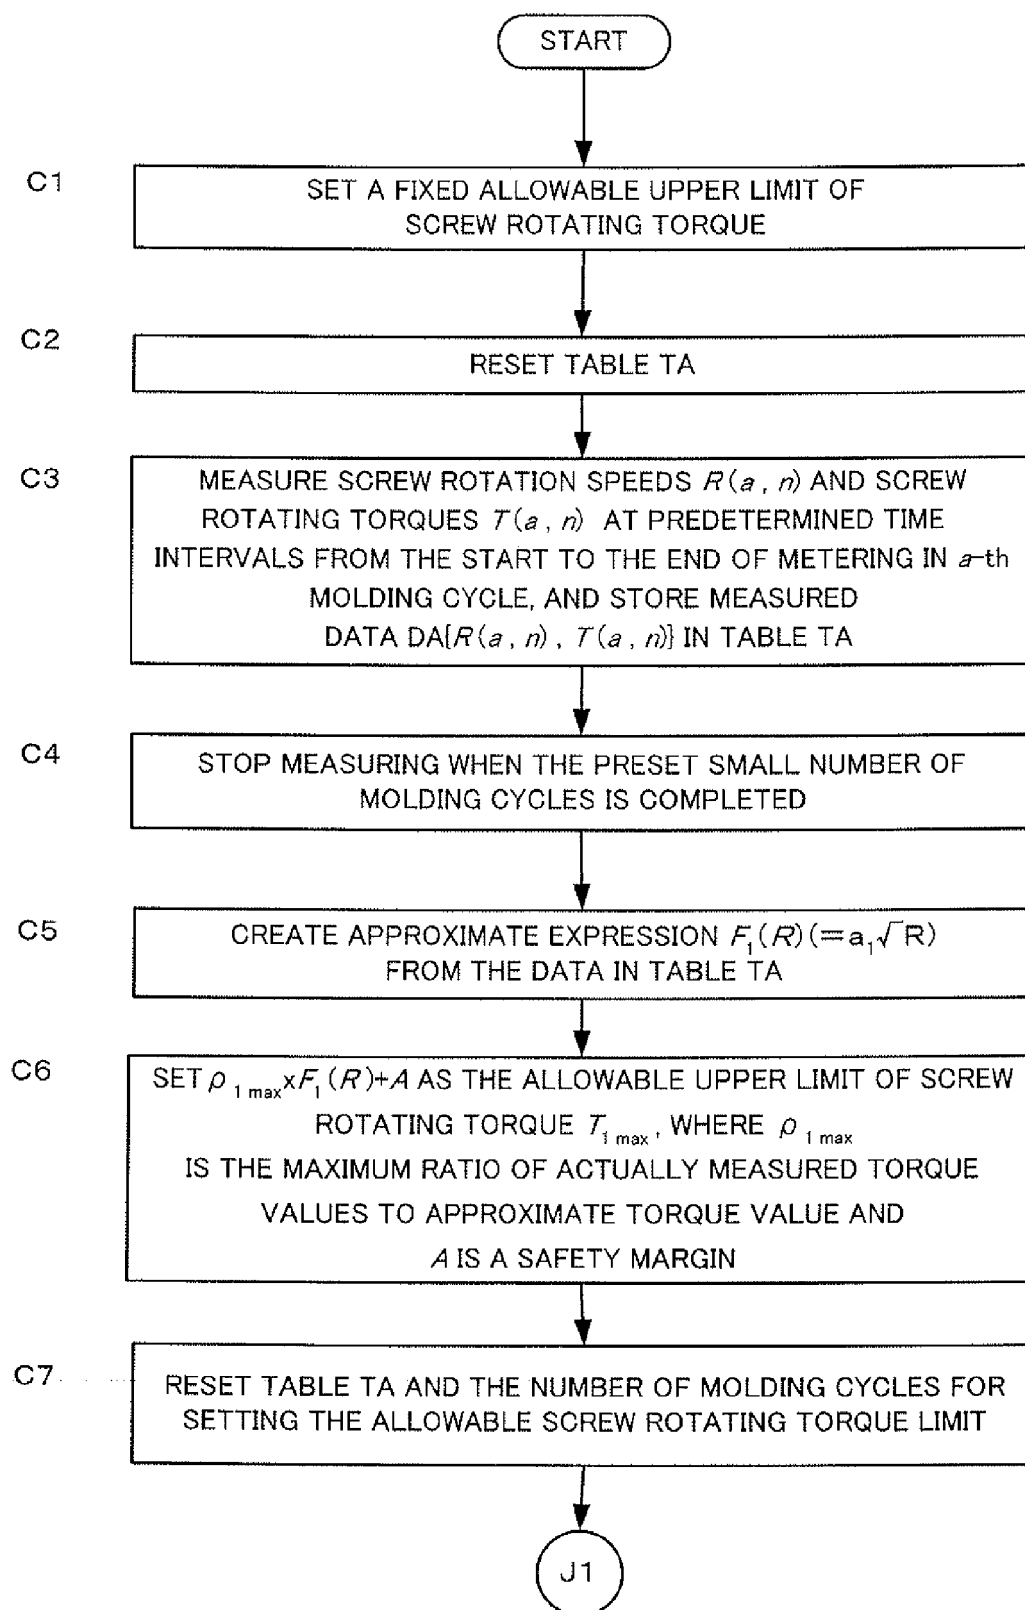 START
C1
SET A FIXED ALLOWABLE UPPER LIMIT OF
SCREW ROTATING TORQUE
C2
RESET TABLE TA
C3
MEASURE SCREW ROTATION SPEEDS R(a, n) AND SCREW
ROTATING TORQUES T(a, n) AT PREDETERMINED TIME
INTERVALS FROM THE START TO THE END OF METERING IN a-th
MOLDING CYCLE, AND STORE MEASURED
DATA DA{R(a, n), T(a, n)} IN TABLE TA
C4
STOP MEASURING WHEN THE PRESET SMALL NUMBER OF
MOLDING CYCLES IS COMPLETED
C5
CREATE APPROXIMATE EXPRESSION F₁(R)(=a₁√R)
FROM THE DATA IN TABLE TA
C6
SET ρ₁ max×F₁(R)+A AS THE ALLOWABLE UPPER LIMIT OF SCREW
ROTATING TORQUE T₁ max, WHERE ρ₁ max
IS THE MAXIMUM RATIO OF ACTUALLY MEASURED TORQUE
VALUES TO APPROXIMATE TORQUE VALUE AND
A IS A SAFETY MARGIN
C7
RESET TABLE TA AND THE NUMBER OF MOLDING CYCLES FOR
SETTING THE ALLOWABLE SCREW ROTATING TORQUE LIMIT
J1